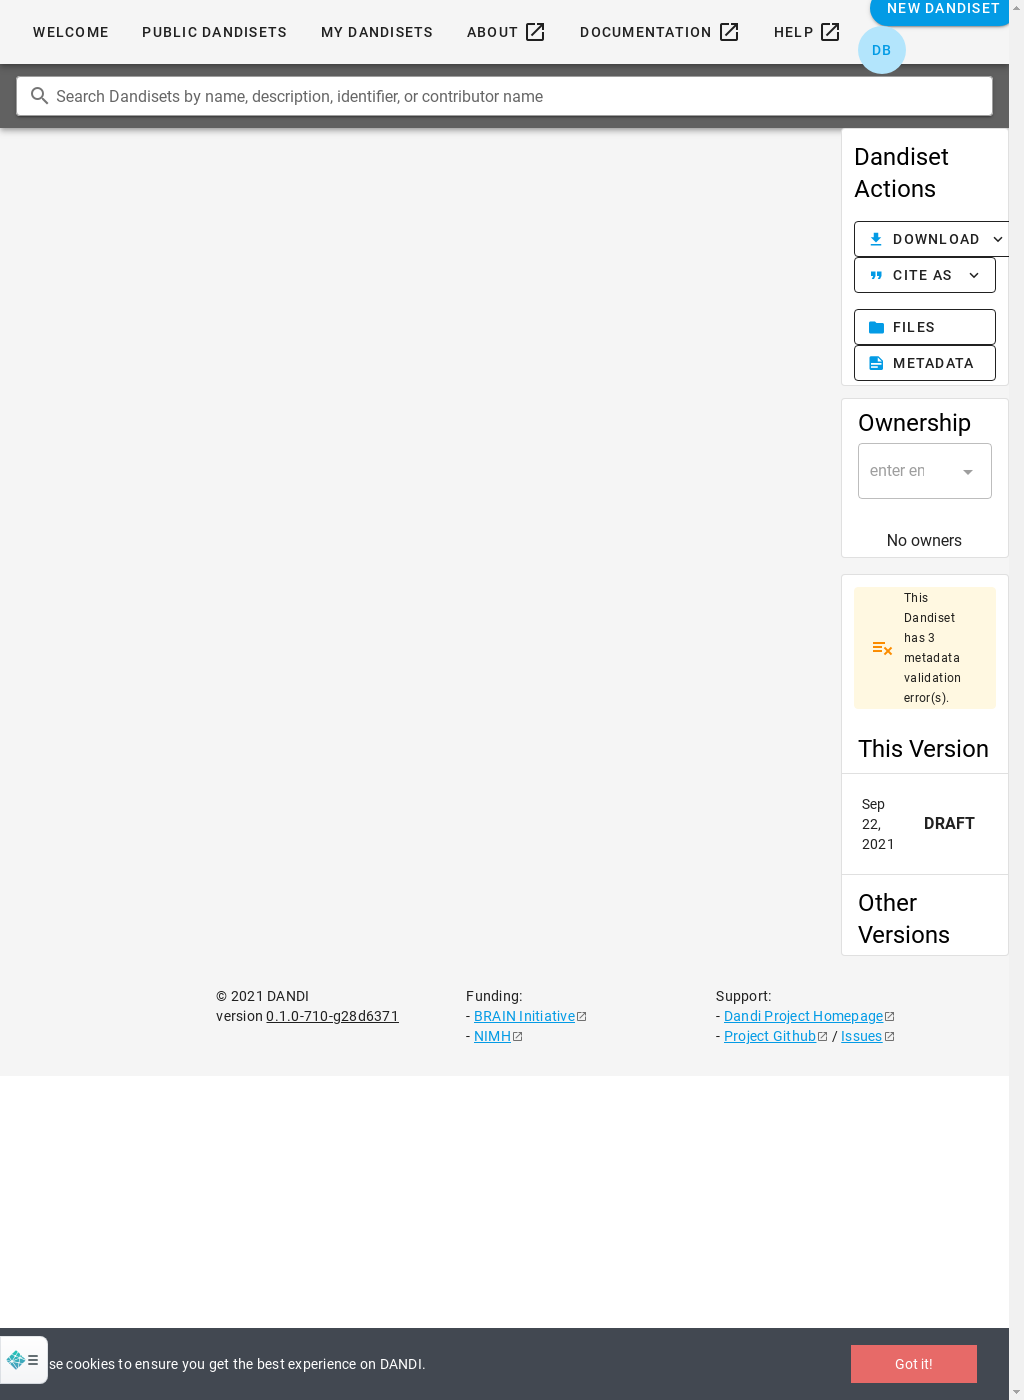 WELCOME PUBLIC DANDISETS MY DANDISETS ABOUT DOCUMENTATION HELP NEW DANDISET
DB
Search Dandisets by name, description, identifier, or contributor name
Dandiset
Actions
DOWNLOAD
CITE AS
FILES
METADATA
Ownership
enter en
No owners
This
Dandiset
has 3
metadata
validation
error(s).
This Version
Sep
22,
2021
DRAFT
Other
Versions
© 2021 DANDI
version 0.1.0-710-g28d6371
Funding:
- BRAIN Initiative
- NIMH
Support:
- Dandi Project Homepage
- Project Github / Issues
se cookies to ensure you get the best experience on DANDI.
Got it!